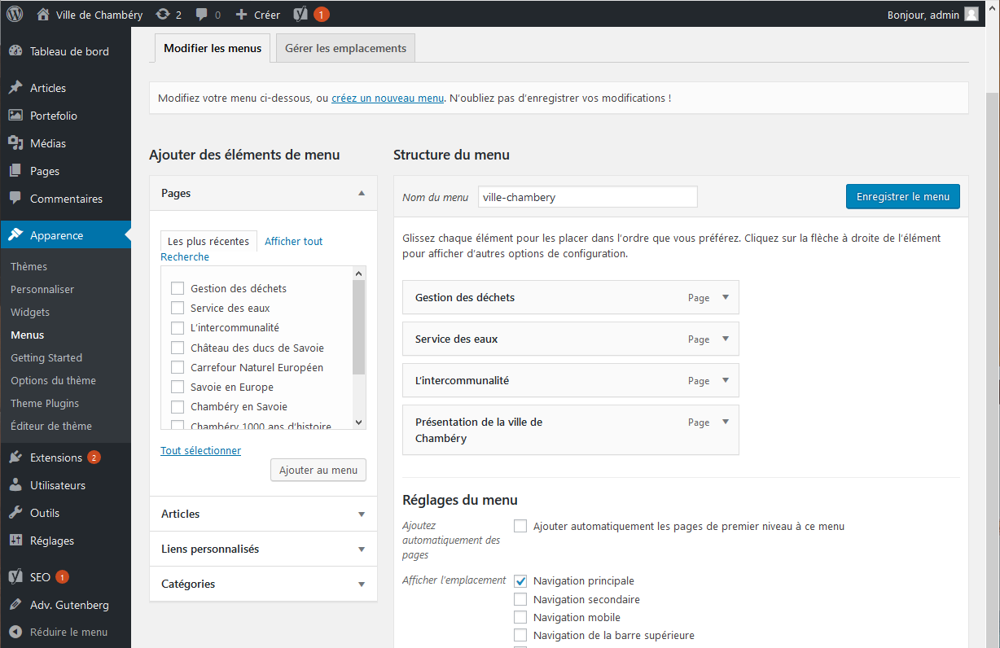 Ville de Chambéry 2 0 Créer 1 Bonjour, admin
Tableau de bord
Articles
Portefolio
Médias
Pages
Commentaires
Apparence
Thèmes
Personnaliser
Widgets
Menus
Getting Started
Options du thème
Theme Plugins
Éditeur de thème
Extensions 2
Utilisateurs
Outils
Réglages
SEO 1
Adv. Gutenberg
Réduire le menu
Modifier les menus Gérer les emplacements
Modifiez votre menu ci-dessous, ou créez un nouveau menu. N'oubliez pas d'enregistrer vos modifications !
Ajouter des éléments de menu
Pages
Les plus récentes Afficher tout
Recherche
Gestion des déchets
Service des eaux
L'intercommunalité
Château des ducs de Savoie
Carrefour Naturel Européen
Savoie en Europe
Chambéry en Savoie
Chambéry 1000 ans d'histoire
Tout sélectionner
Ajouter au menu
Articles
Liens personnalisés
Catégories
Structure du menu
Nom du menu ville-chambery Enregistrer le menu
Glissez chaque élément pour les placer dans l'ordre que vous préférez. Cliquez sur la flèche à droite de l'élément
pour afficher d'autres options de configuration.
Gestion des déchets Page
Service des eaux Page
L'intercommunalité Page
Présentation de la ville de Page
Chambéry
Réglages du menu
Ajoutez
automatiquement des
pages
Ajouter automatiquement les pages de premier niveau à ce menu
Afficher l'emplacement Navigation principale
Navigation secondaire
Navigation mobile
Navigation de la barre supérieure